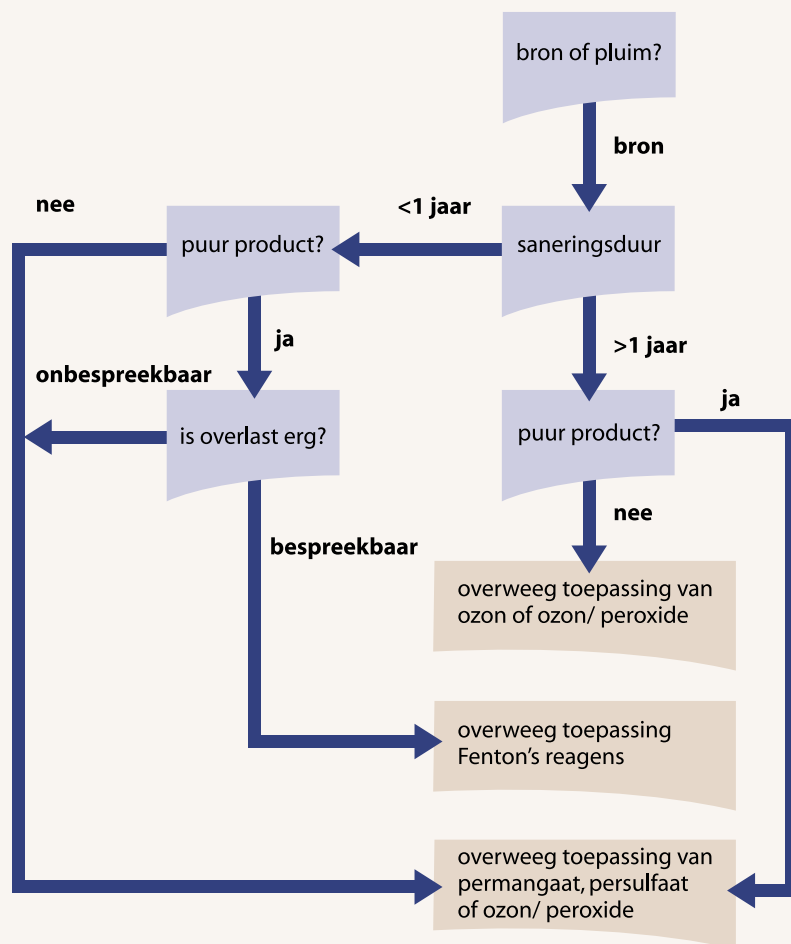 bron of pluim?
bron
nee
<1 jaar
puur product?
saneringsduur
ja
>1 jaar
onbespreekbaar
ja
is overlast erg?
puur product?
nee
bespreekbaar
overweeg toepassing van
ozon of ozon/ peroxide
overweeg toepassing
Fenton's reagens
overweeg toepassing van
permangaat, persulfaat
of ozon/ peroxide